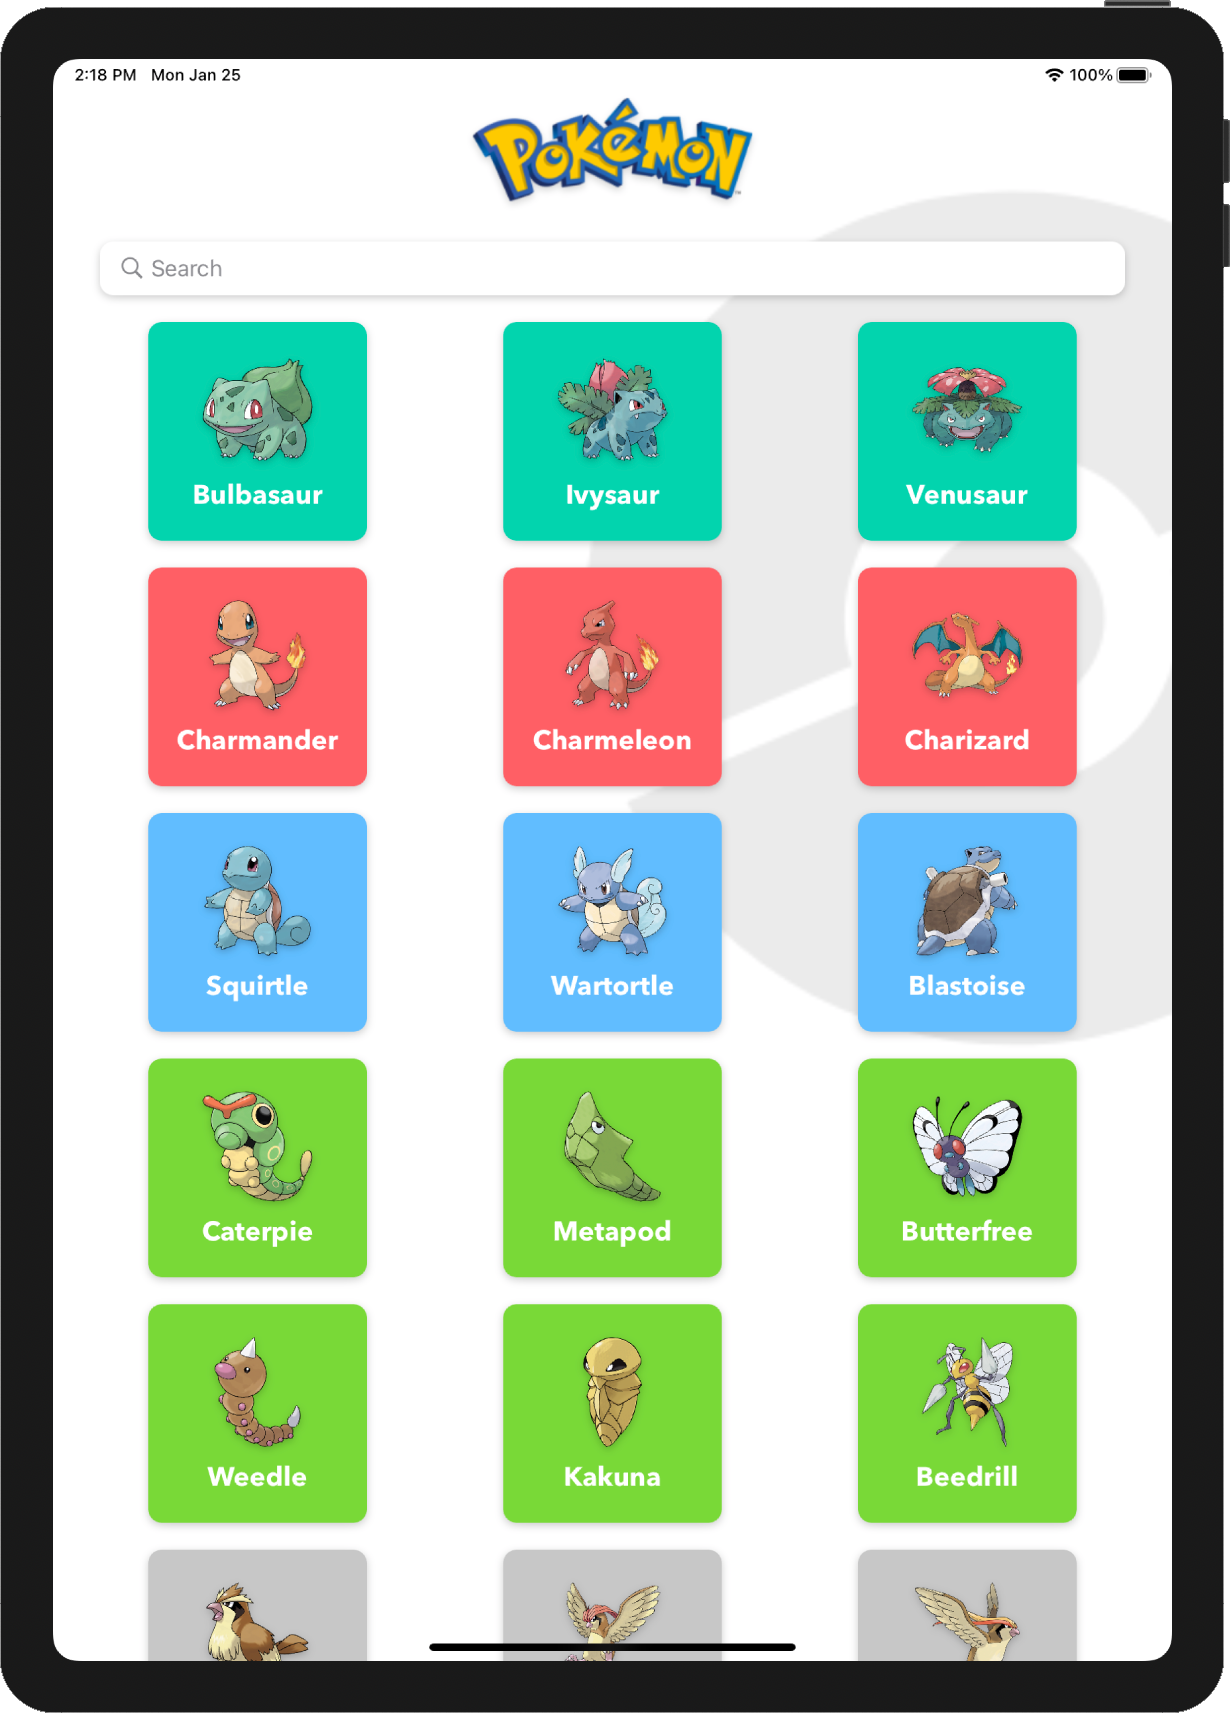 2:18 PM Mon Jan 25 100%
POKéMON
TM
Search
Bulbasaur Ivysaur Venusaur
Charmander Charmeleon Charizard
Squirtle Wartortle Blastoise
Caterpie Metapod Butterfree
Weedle Kakuna Beedrill